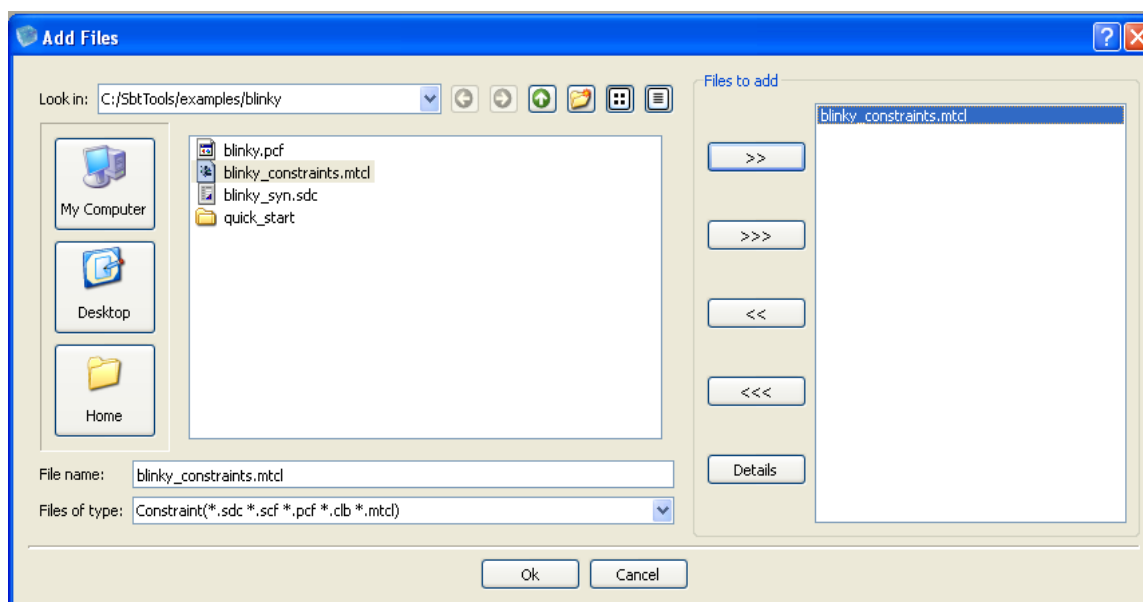 Add Files
Look in: C:/SbtTools/examples/blinky
My Computer
Desktop
Home
blinky.pcf
blinky_constraints.mtcl
blinky_syn.sdc
quick_start
File name: blinky_constraints.mtcl
Files of type: Constraint(*.sdc *.scf *.pcf *.clb *.mtcl)
>>
>>>
<<
<<<
Details
Files to add
blinky_constraints.mtcl
Ok
Cancel